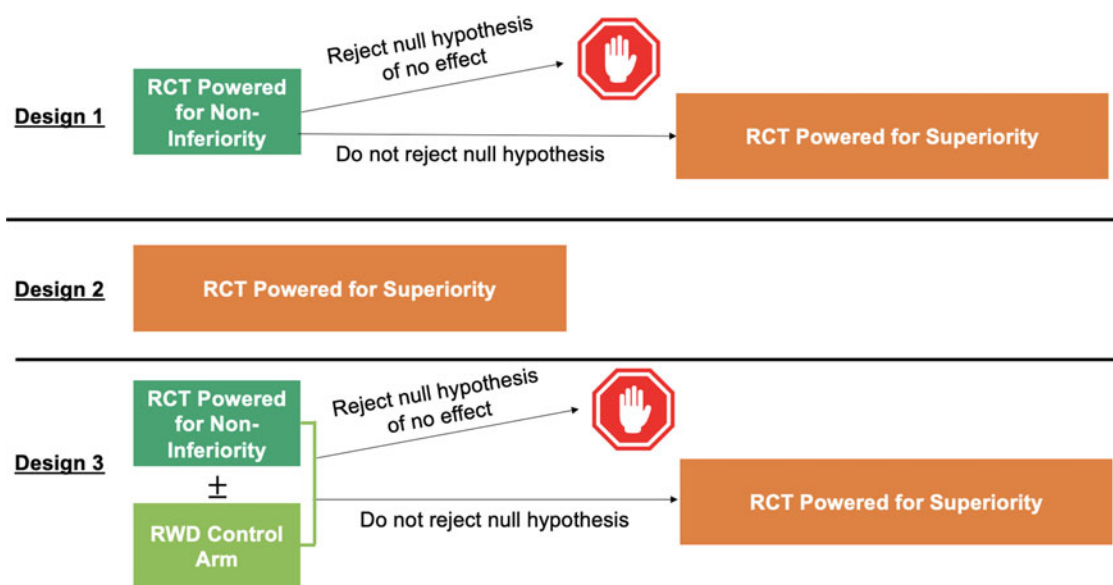 Reject null hypothesis
of no effect
Design 1
RCT Powered
for Non-
Inferiority
RCT Powered for Superiority
Do not reject null hypothesis
Design 2
RCT Powered for Superiority
Reject null hypothesis
of no effect
RCT Powered
for Non-
Inferiority
Design 3
±
RCT Powered for Superiority
Do not reject null hypothesis
RWD Control
Arm